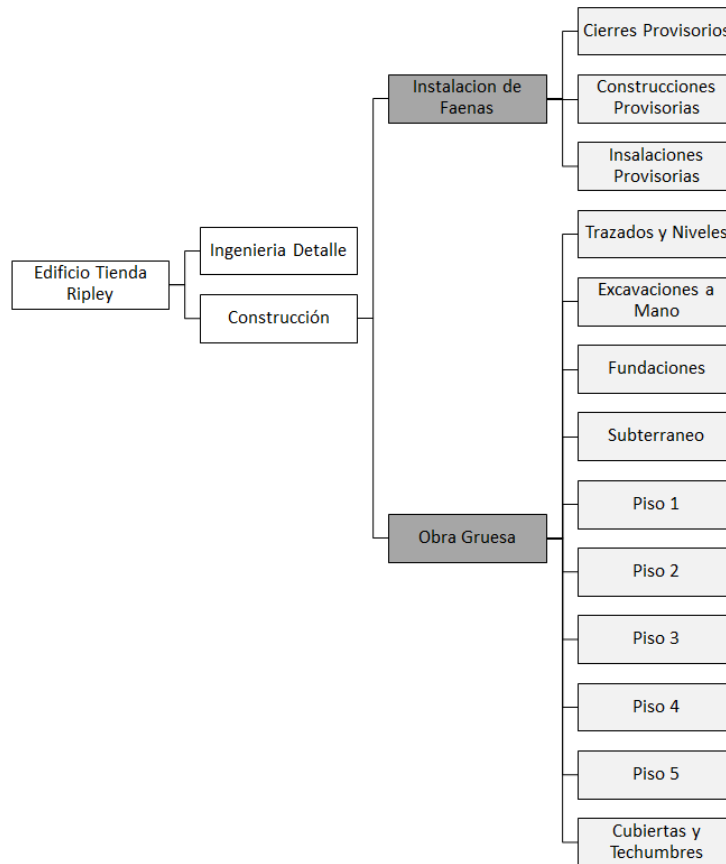 Cierres Provisorios
Instalacion de
Faenas
Construcciones
Provisorias
Insalaciones
Provisorias
Trazados y Niveles
Ingenieria Detalle
Edificio Tienda
Ripley
Construcción
Excavaciones a
Mano
Fundaciones
Subterraneo
Piso 1
Obra Gruesa
Piso 2
Piso 3
Piso 4
Piso 5
Cubiertas y
Techumbres